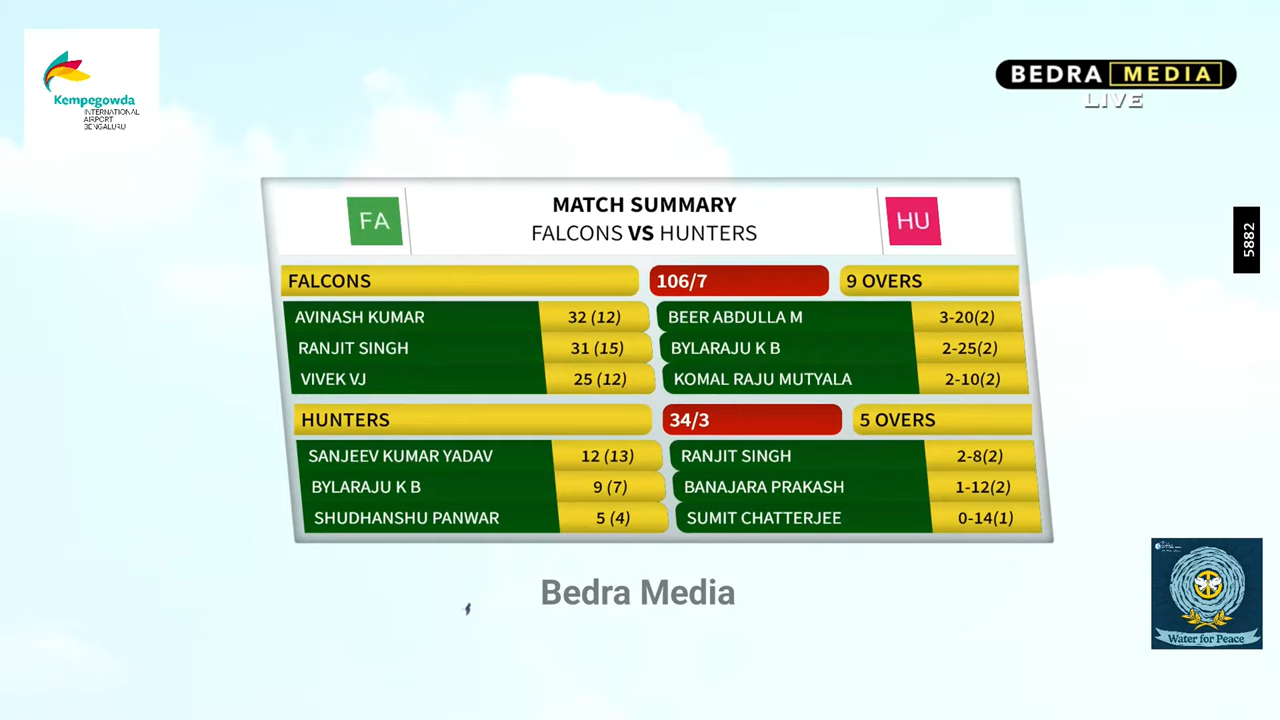 Kempegowda
INTERNATIONAL
AIRPORT
BENGALURU
BEDRA MEDIA
LIVE
5882
FA
MATCH SUMMARY
FALCONS VS HUNTERS
HU
FALCONS 106/7 9 OVERS
AVINASH KUMAR 32 (12) BEER ABDULLA M 3-20(2)
RANJIT SINGH 31 (15) BYLARAJU K B 2-25(2)
VIVEK VJ 25 (12) KOMAL RAJU MUTYALA 2-10(2)
HUNTERS 34/3 5 OVERS
SANJEEV KUMAR YADAV 12 (13) RANJIT SINGH 2-8(2)
BYLARAJU K B 9 (7) BANAJARA PRAKASH 1-12(2)
SHUDHANSHU PANWAR 5 (4) SUMIT CHATTERJEE 0-14(1)
Bedra Media
Water for Peace